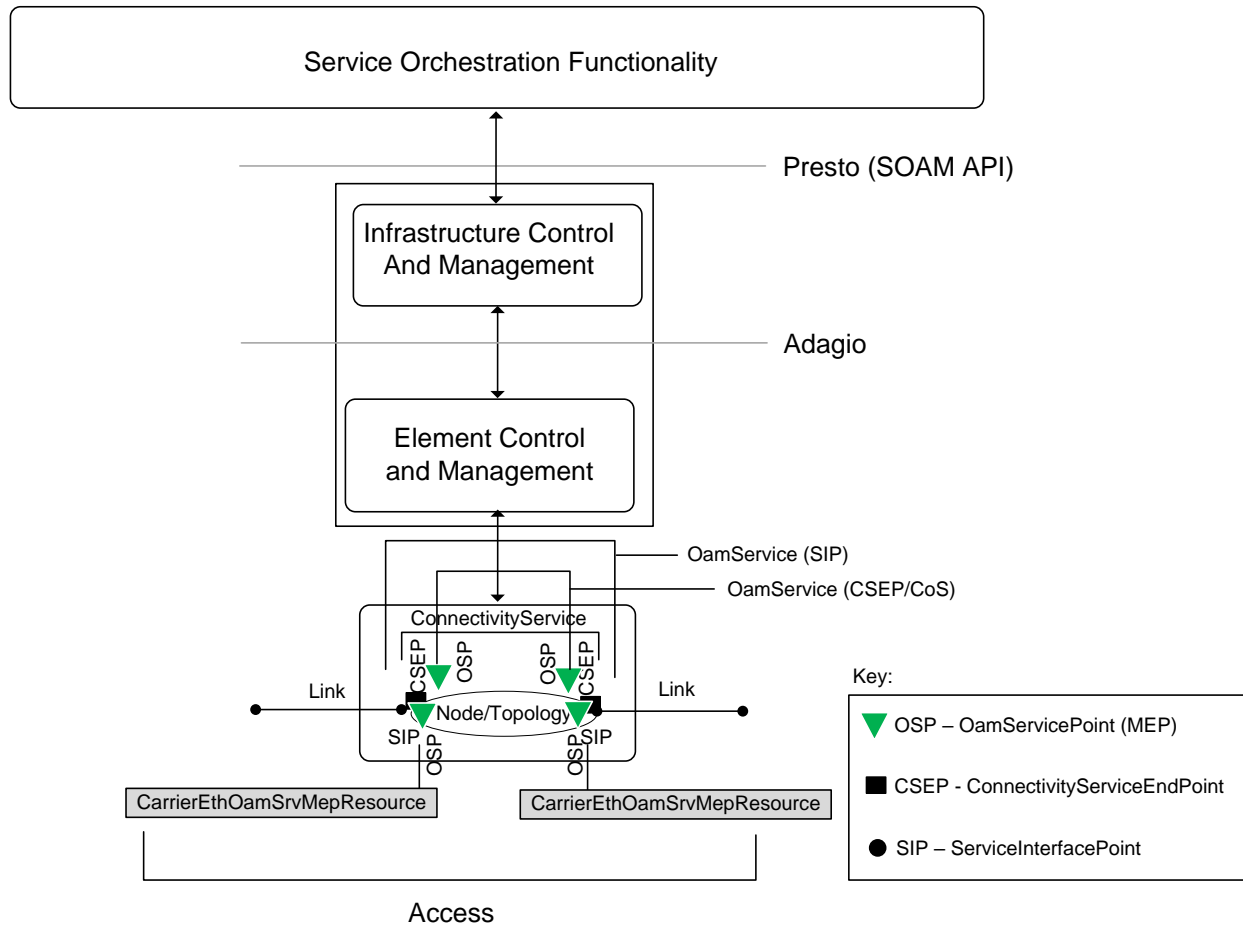 Service Orchestration Functionality
Presto (SOAM API)
Infrastructure Control
And Management
Adagio
Element Control
and Management
OamService (SIP)
OamService (CSEP/CoS)
ConnectivityService
CSEP
OSP
OSP
CSEP
Link
Link
Node/Topology
SIP
OSP
OSP
SIP
CarrierEthOamSrvMepResource
CarrierEthOamSrvMepResource
Access
Key:
OSP – OamServicePoint (MEP)
CSEP - ConnectivityServiceEndPoint
SIP – ServiceInterfacePoint